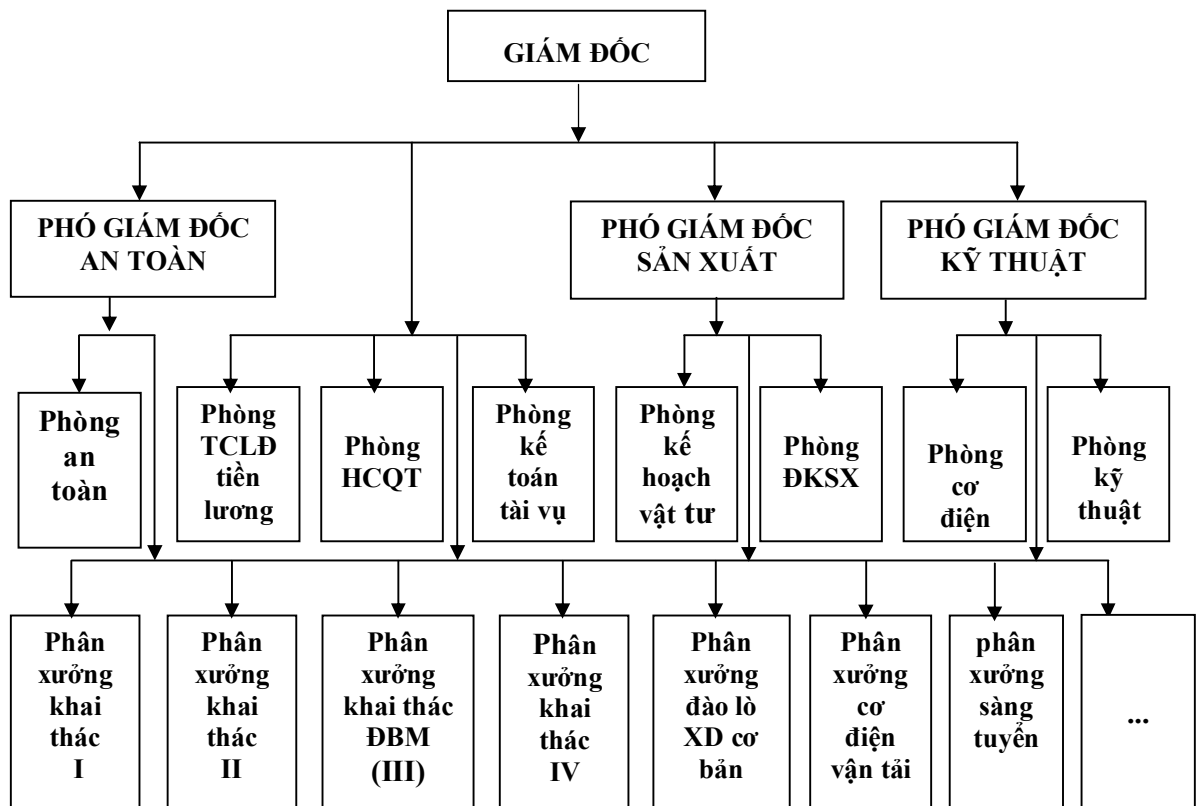 GIÁM ĐỐC
PHÓ GIÁM ĐỐC
AN TOÀN
PHÓ GIÁM ĐỐC
SẢN XUẤT
PHÓ GIÁM ĐỐC
KỸ THUẬT
Phòng
an
toàn
Phòng
TCLĐ
tiền
lương
Phòng
HCQT
Phòng
kế
toán
tài vụ
Phòng
kế
hoạch
vật tư
Phòng
ĐKSX
Phòng
cơ
điện
Phòng
kỹ
thuật
Phân
xưởng
khai
thác
I
Phân
xưởng
khai
thác
II
Phân
xưởng
khai thác
ĐBM
(III)
Phân
xưởng
khai
thác
IV
Phân
xưởng
đào lò
XD cơ
bản
Phân
xưởng
cơ
điện
vận tải
phân
xưởng
sàng
tuyển
...